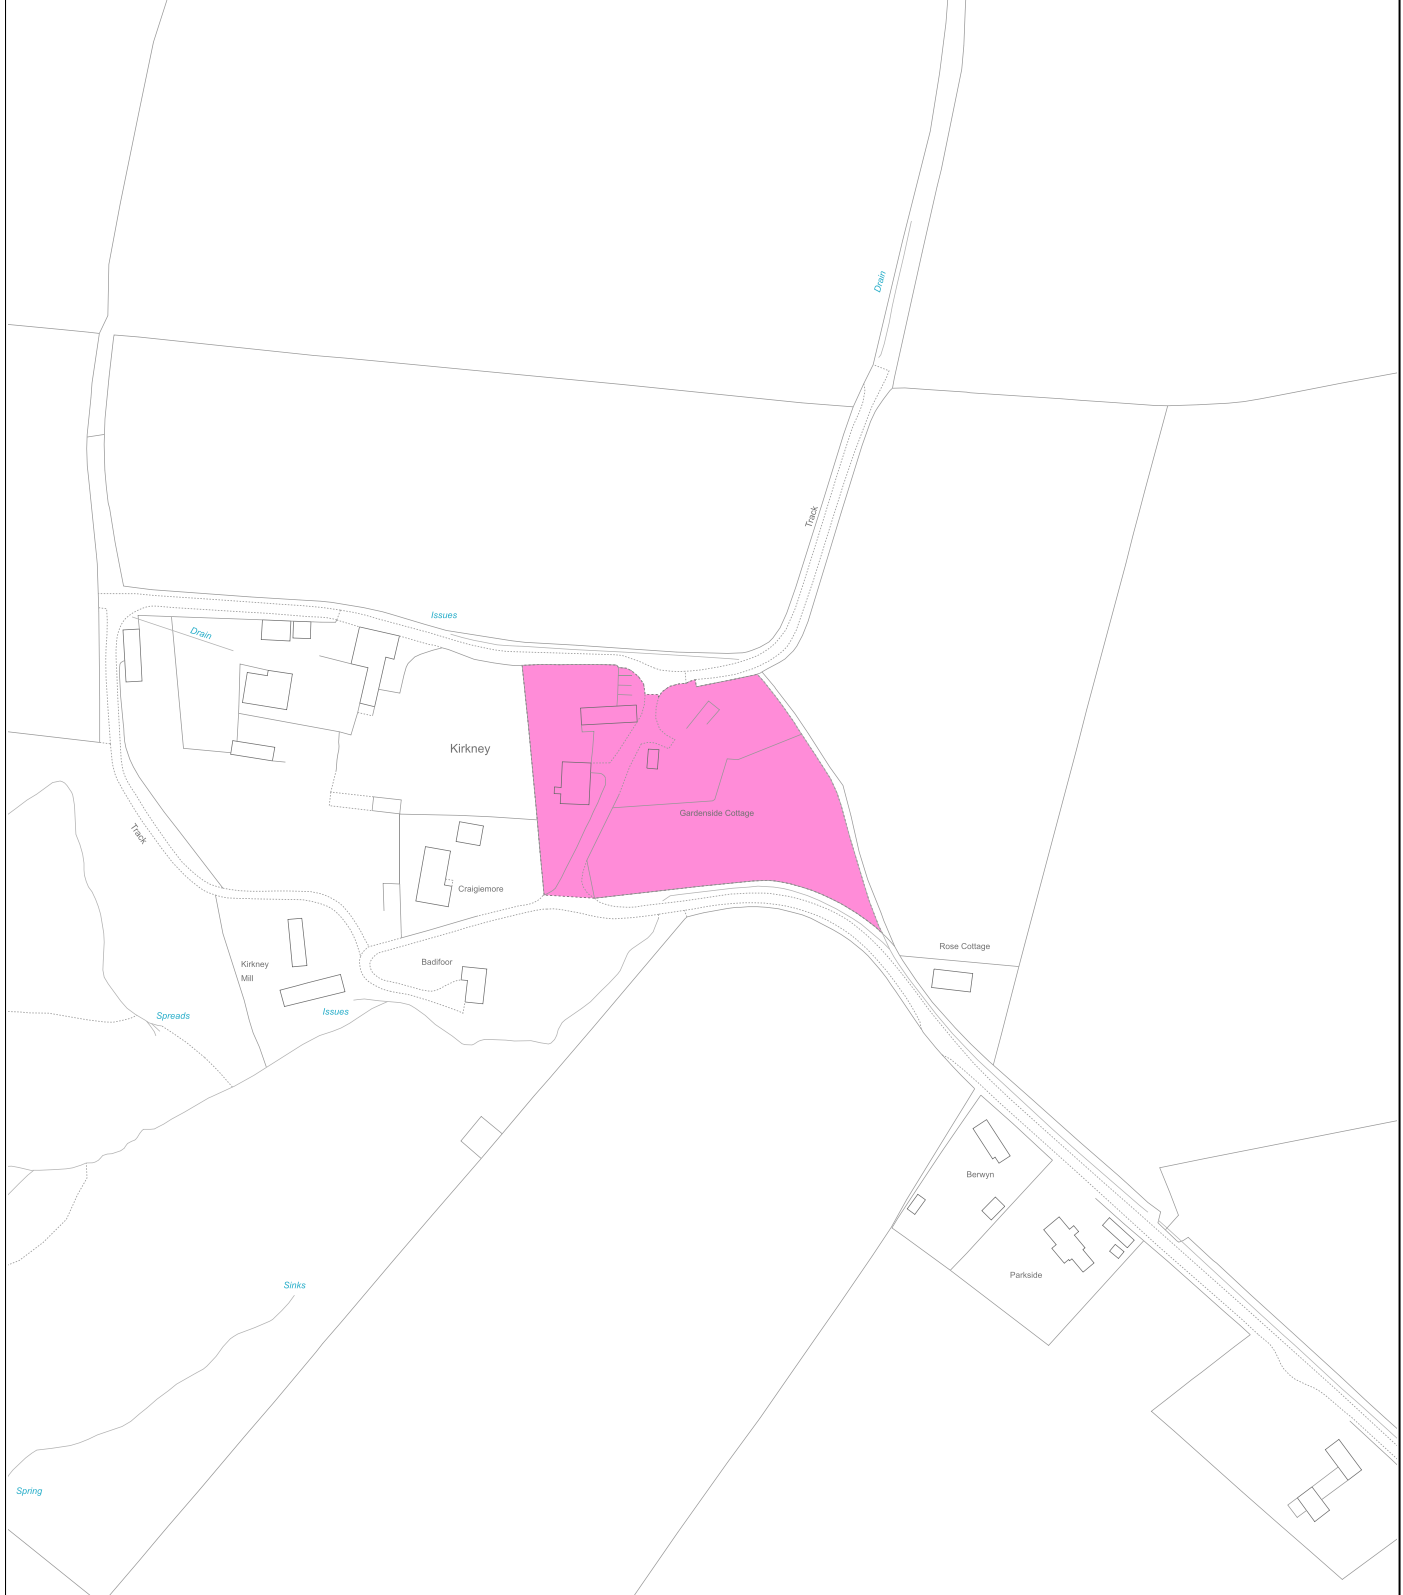 Drain
Track
Issues
Drain
Kirkney
Gardenside Cottage
Track
Craigiemore
Rose Cottage
Badifoor
Kirkney
Mill
Issues
Spreads
Berwyn
Parkside
Sinks
Spring